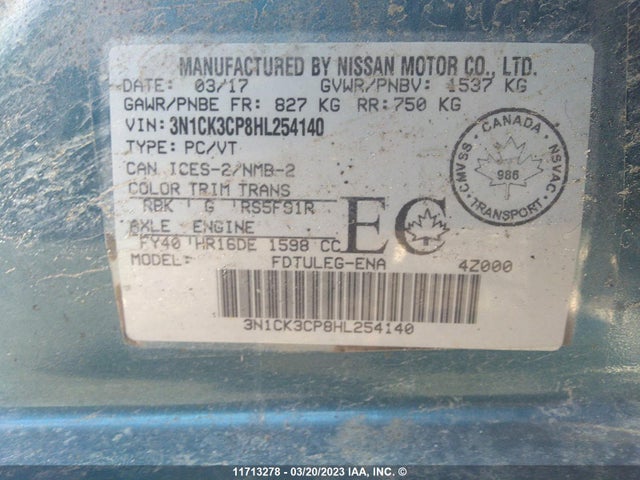 MANUFACTURED BY NISSAN MOTOR CO., LTD.
DATE: 03/17 GVWR/PNBV: 1537 KG
GAWR/PNBE FR: 827 KG RR: 750 KG
VIN: 3N1CK3CP8HL254140
TYPE: PC/VT
CAN ICES-2/NMB-2
COLOR TRIM TRANS
RBK G RS5F91R
AXLE ENGINE
FY40 HR16DE 1598 CC
EC
MODEL: FDTULEG-ENA 4Z000
3N1CK3CP8HL254140
CANADA
CMVSS NSVAC
986
TRANSPORT
11713278 - 03/20/2023 IAA, INC. ©